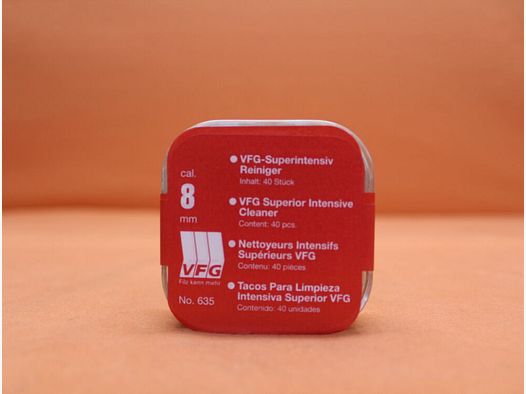 cal.
8
mm
VFG
Filz kann mehr
No. 635
VFG-Superintensiv
Reiniger
Inhalt: 40 Stück
VFG Superior Intensive
Cleaner
Content: 40 pcs.
Nettoyeurs Intensifs
Supérieurs VFG
Contenu: 40 pièces
Tacos Para Limpieza
Intensiva Superior VFG
Contenido: 40 unidades